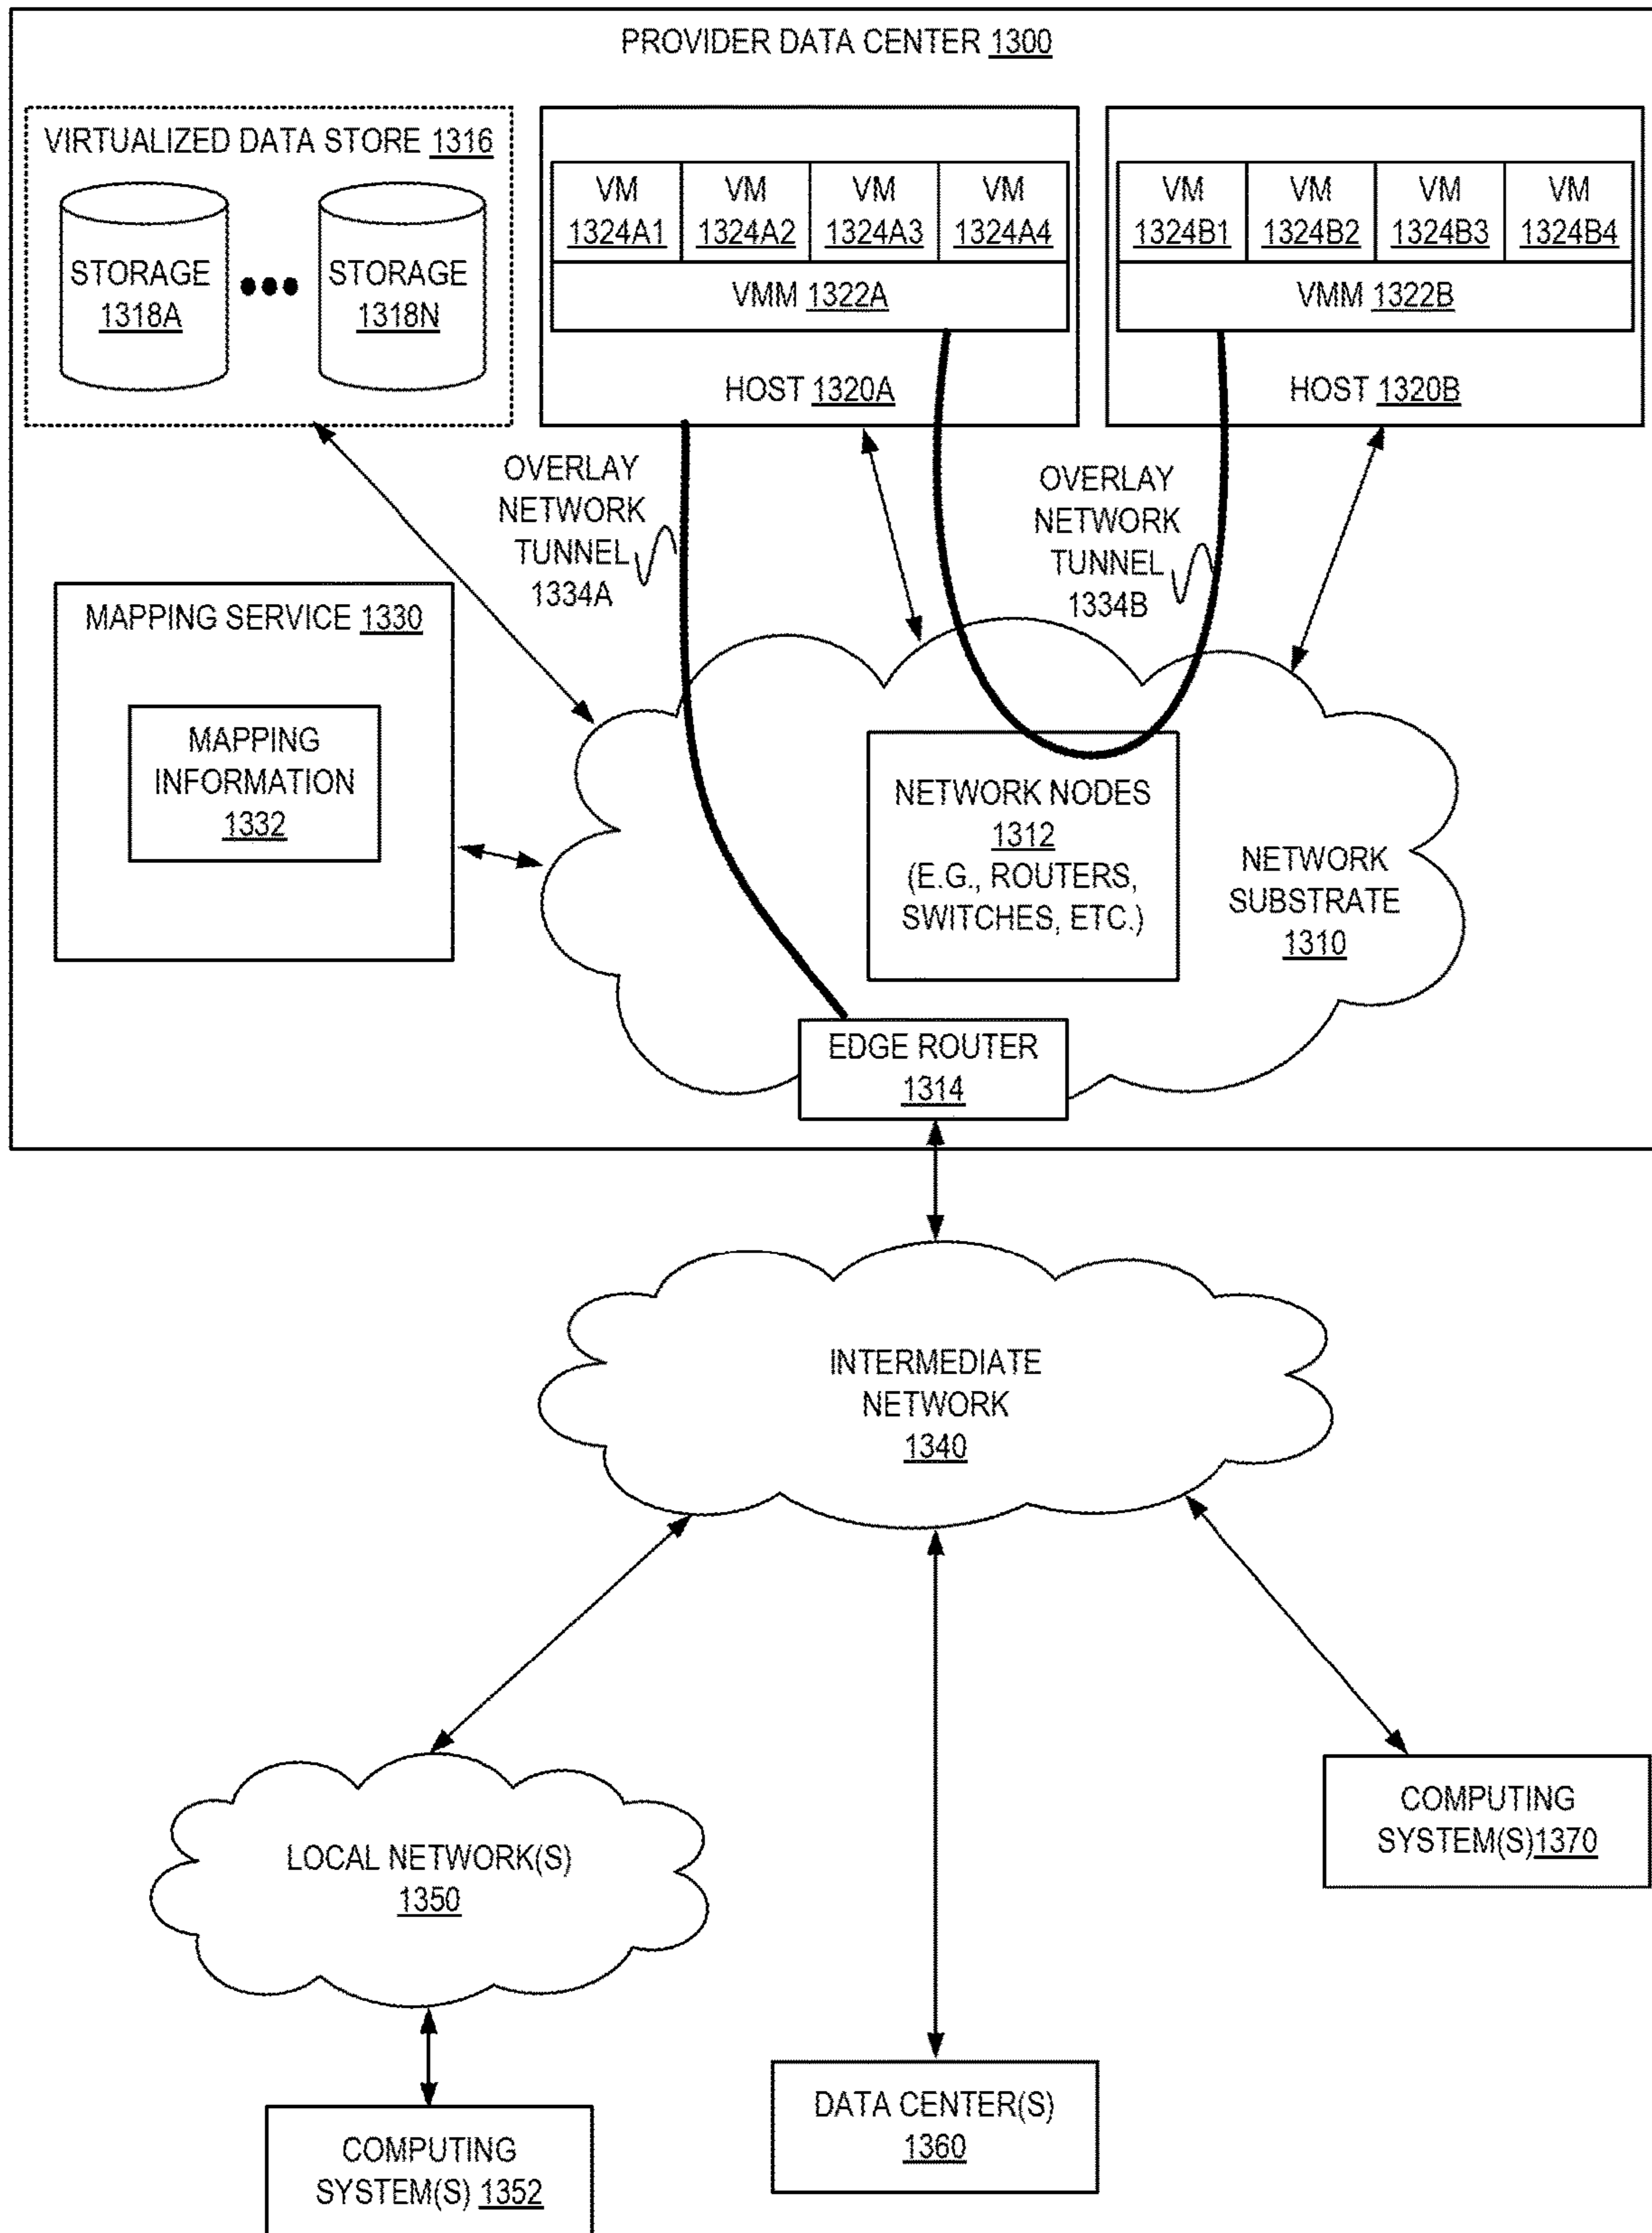 PROVIDER DATA CENTER 1300
VIRTUALIZED DATA STORE 1316
STORAGE
1318A
STORAGE
1318N
VM
1324A1
VM
1324A2
VM
1324A3
VM
1324A4
VMM 1322A
HOST 1320A
VM
1324B1
VM
1324B2
VM
1324B3
VM
1324B4
VMM 1322B
HOST 1320B
OVERLAY
NETWORK
TUNNEL
1334A
OVERLAY
NETWORK
TUNNEL
1334B
MAPPING SERVICE 1330
MAPPING
INFORMATION
1332
NETWORK NODES
1312
(E.G., ROUTERS,
SWITCHES, ETC.)
NETWORK
SUBSTRATE
1310
EDGE ROUTER
1314
INTERMEDIATE
NETWORK
1340
LOCAL NETWORK(S)
1350
COMPUTING
SYSTEM(S)1370
DATA CENTER(S)
1360
COMPUTING
SYSTEM(S) 1352